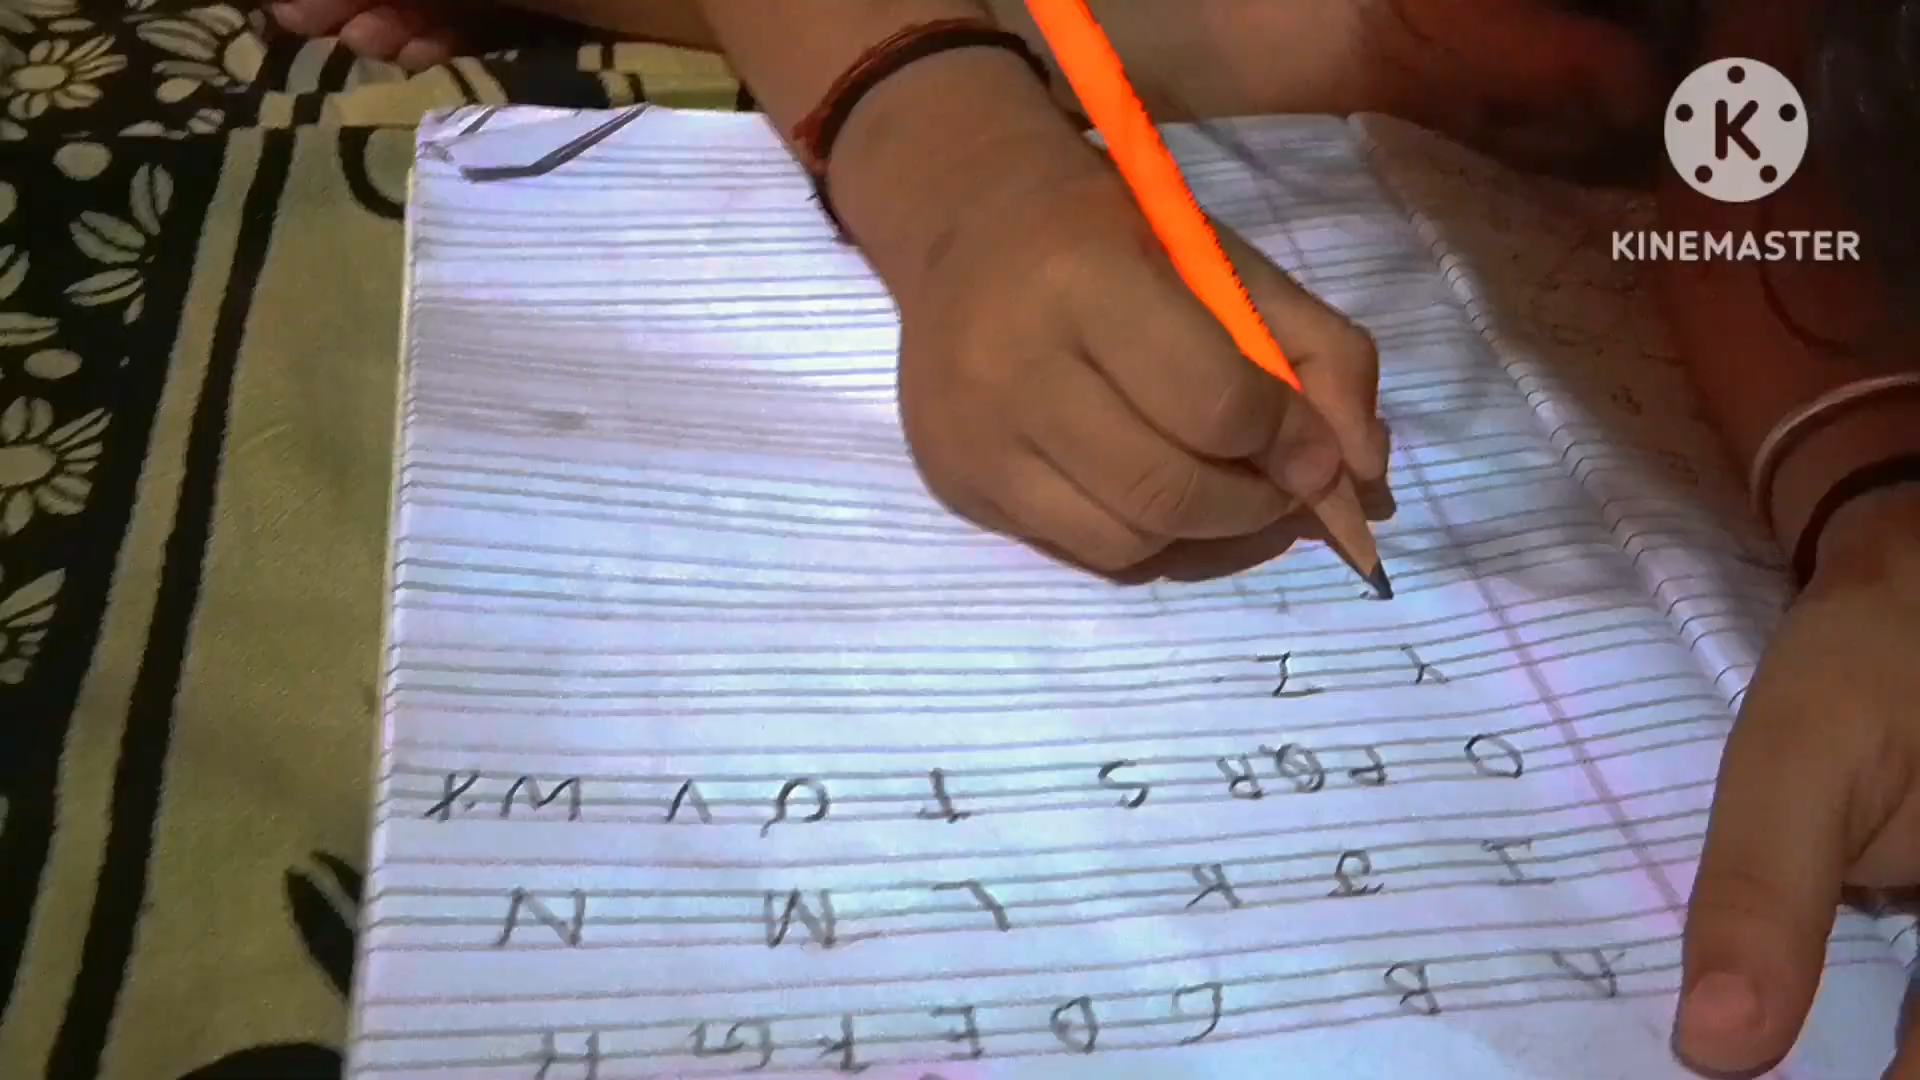 A B C D E F G H
I J K L M N
O P Q R S T U V W X
Y Z
K
KINEMASTER